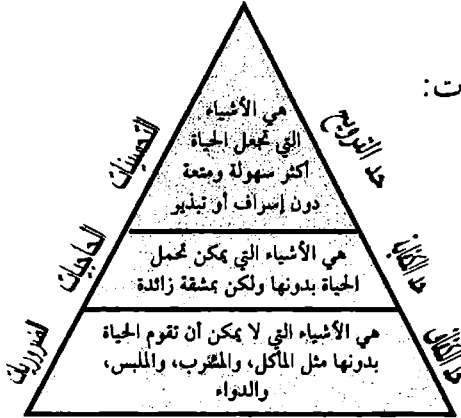 ت:
هي الأشياء
التي تجعل الحياة
أكثر سهولة ومتعة
دون إسراف أو تبذير
التحسينات
حد الترويح
هي الأشياء التي يمكن تحمل
الحياة بدونها ولكن بمشقة زائدة
الحاجيات
حد الكفاية
هي الأشياء التي لا يمكن أن تقوم الحياة
بدونها مثل المأكل، والمشرب، والملبس،
والدواء
الضروريات